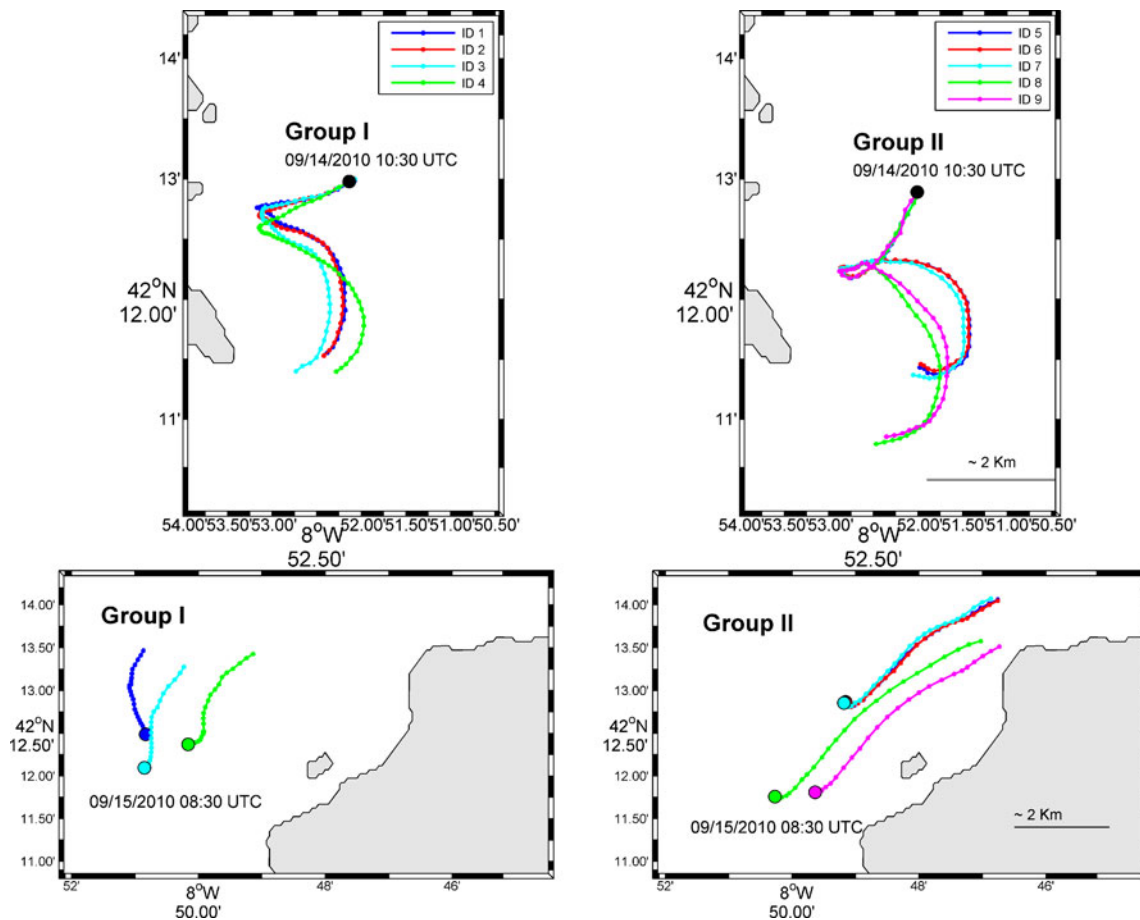 14'
13'
42°N
12.00'
11'
ID 1
ID 2
ID 3
ID 4
Group I
09/14/2010 10:30 UTC
54.00'53.50'53.00' 52.00'51.50'51.00'50.50'
8°W
52.50'
14'
13'
42°N
12.00'
11'
ID 5
ID 6
ID 7
ID 8
ID 9
Group II
09/14/2010 10:30 UTC
~ 2 Km
54.00'53.50'53.00' 52.00'51.50'51.00'50.50'
8°W
52.50'
14.00'
13.50'
13.00'
42°N
12.50'
12.00'
11.50'
11.00'
Group I
09/15/2010 08:30 UTC
52' 48' 46'
8°W
50.00'
14.00'
13.50'
13.00'
42°N
12.50'
12.00'
11.50'
11.00'
Group II
09/15/2010 08:30 UTC
~ 2 Km
52' 48' 46'
8°W
50.00'